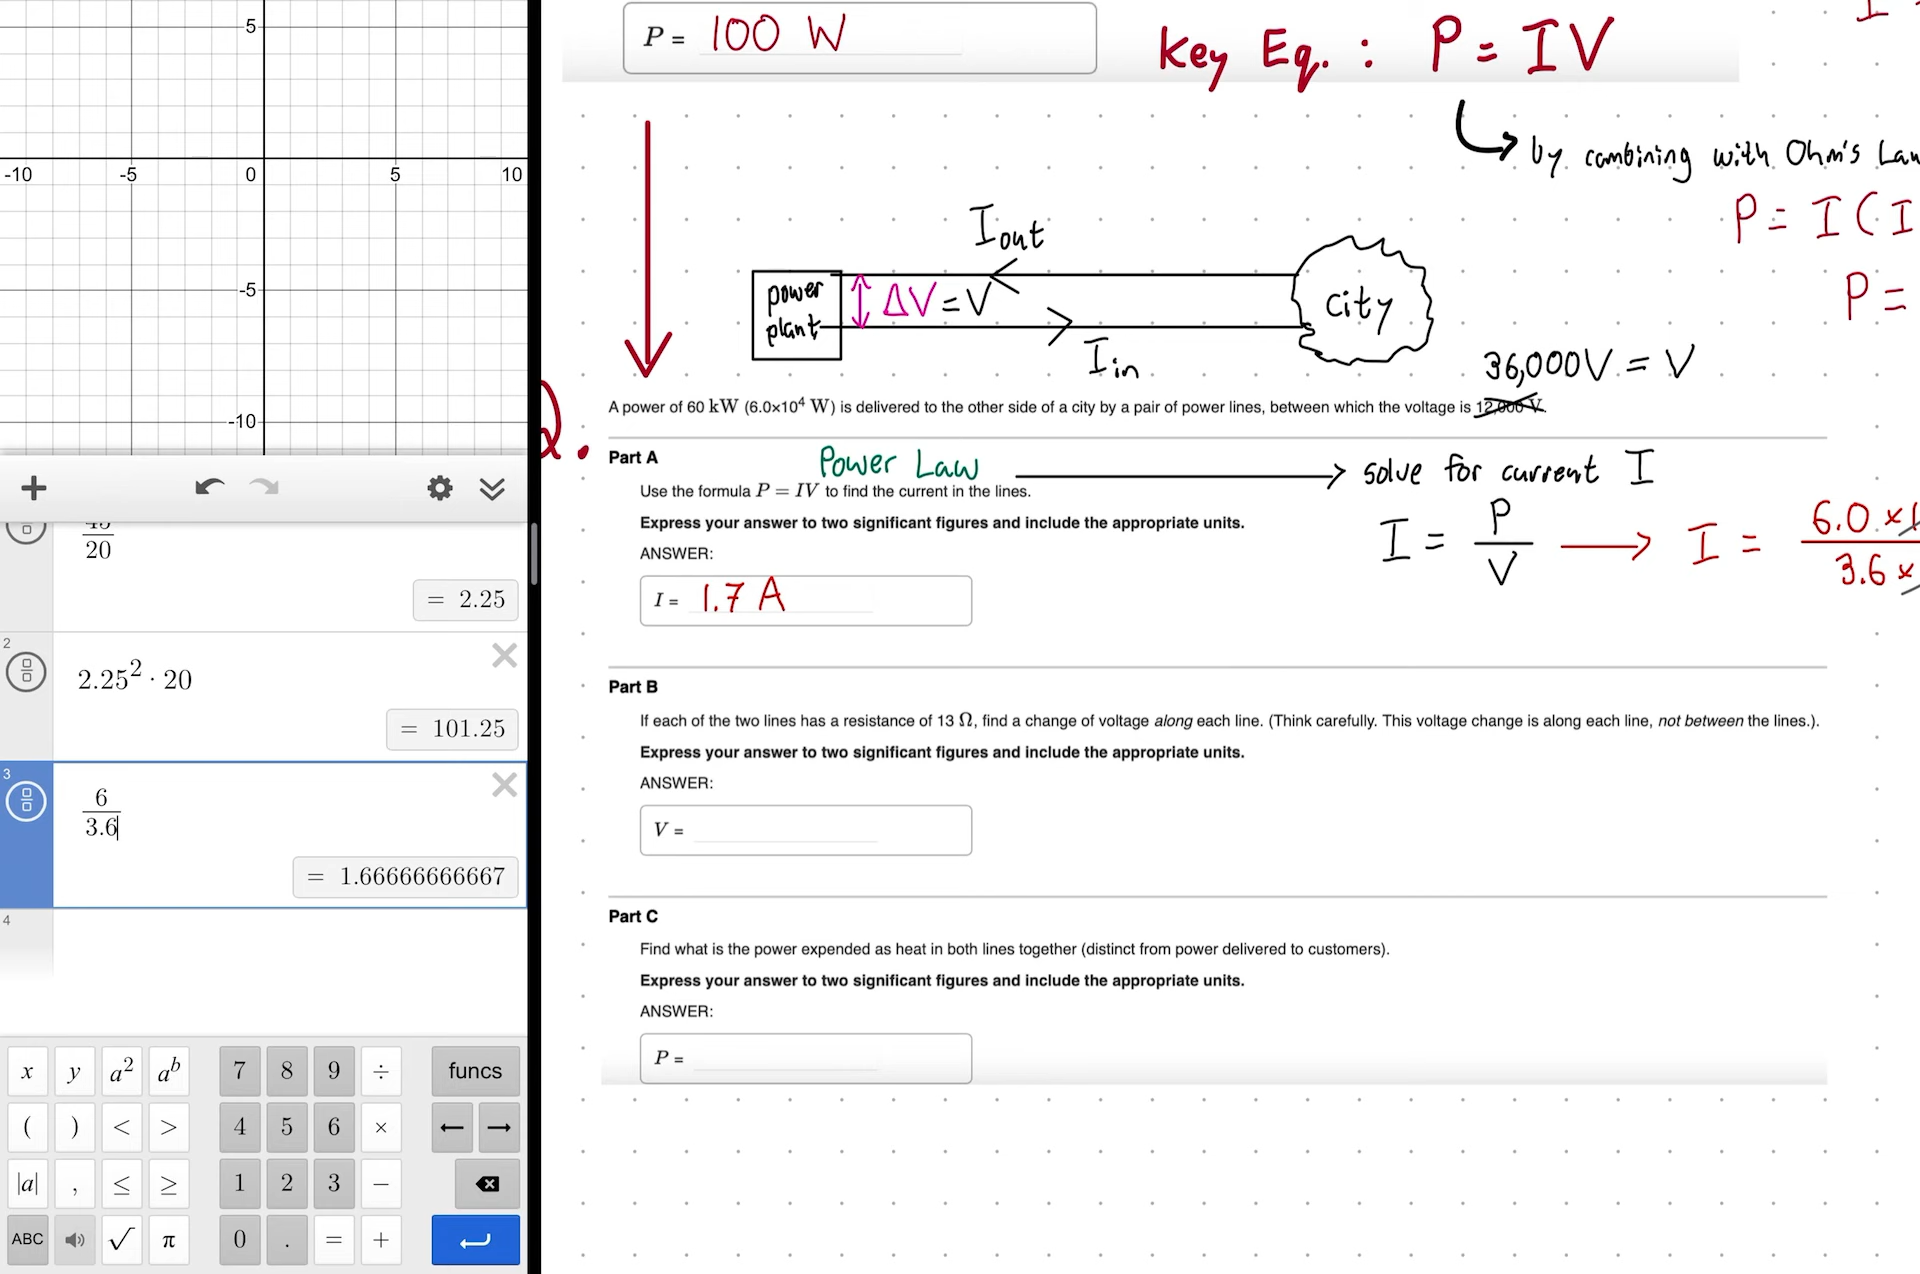 5
-10
-5
0
5
10
-5
-10
20
= 2.25
2
2.25² · 20
= 101.25
3
6
3.6
= 1.66666666667
4
x y a² aᵇ 7 8 9 ÷ funcs
( ) < > 4 5 6 × ← →
|a| , ≤ ≥ 1 2 3 −
ABC √ π 0 . = +
P = 100 W
Key Eq. : P = IV
by combining with Ohm's Law
P = I ( I
P =
I out
power plant
ΔV = V
city
I in
36,000V = V
Q.
A power of 60 kW (6.0×10⁴ W) is delivered to the other side of a city by a pair of power lines, between which the voltage is 12,000 V.
Part A
Power Law → solve for current I
Use the formula P = IV to find the current in the lines.
Express your answer to two significant figures and include the appropriate units.
I = P / V → I = 6.0 × / 3.6 ×
ANSWER:
I = 1.7 A
Part B
If each of the two lines has a resistance of 13 Ω, find a change of voltage along each line. (Think carefully. This voltage change is along each line, not between the lines.).
Express your answer to two significant figures and include the appropriate units.
ANSWER:
V =
Part C
Find what is the power expended as heat in both lines together (distinct from power delivered to customers).
Express your answer to two significant figures and include the appropriate units.
ANSWER:
P =